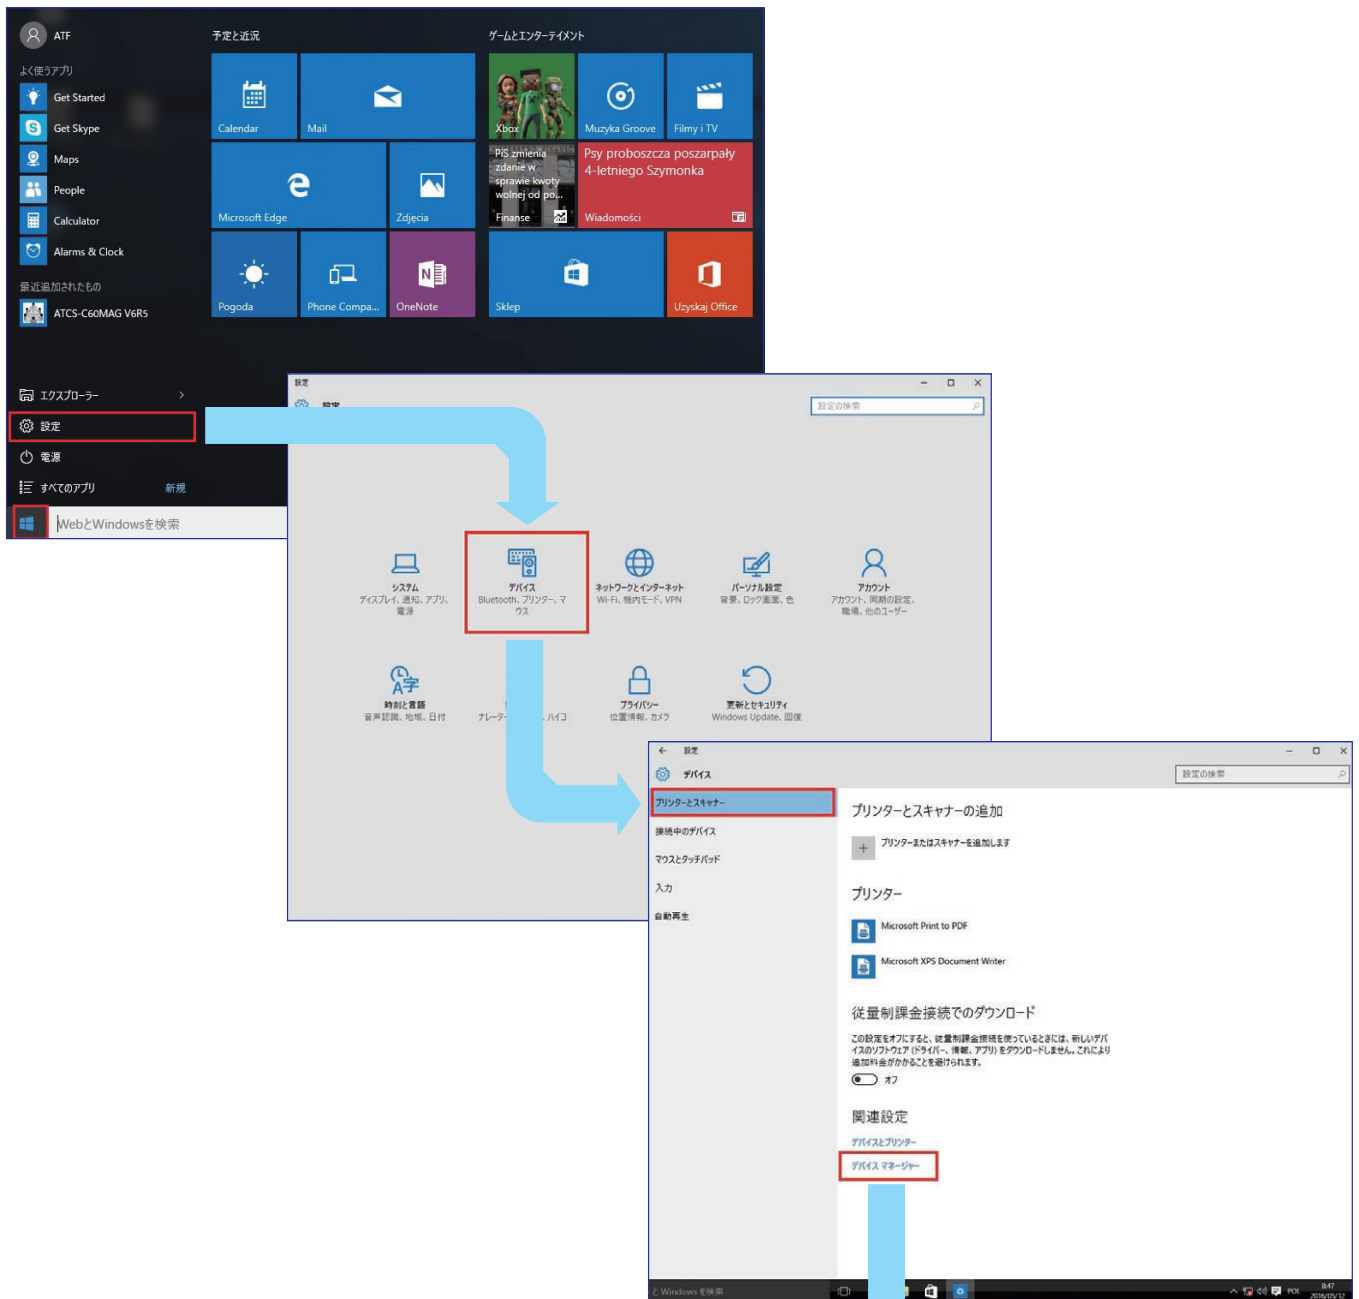 ATF
よく使うアプリ
Get Started
Get Skype
Maps
People
Calculator
Alarms & Clock
最近追加されたもの
ATCS-C60MAG V6R5
エクスプローラー
設定
電源
すべてのアプリ 新規
WebとWindowsを検索
予定と近況
Calendar
Mail
Microsoft Edge
Zdjęcia
Pogoda
Phone Compa...
OneNote
ゲームとエンターテイメント
Xbox
Muzyka Groove
Filmy i TV
PiS zmienia
zdanie w
sprawie kwoty
wolnej od po...
Finanse
Psy proboszcza poszarpały
4-letniego Szymonka
Wiadomości
Sklep
Uzyskaj Office
設定
設定
設定の検索
システム
ディスプレイ、通知、アプリ、
電源
デバイス
Bluetooth、プリンター、マ
ウス
ネットワークとインターネット
Wi-Fi、機内モード、VPN
パーソナル設定
背景、ロック画面、色
アカウント
アカウント、同期の設定、
職場、他のユーザー
時刻と言語
音声認識、地域、日付
ナレーター
ハイコ
プライバシー
位置情報、カメラ
更新とセキュリティ
Windows Update、回復
設定
デバイス
設定の検索
プリンターとスキャナー
接続中のデバイス
マウスとタッチパッド
入力
自動再生
プリンターとスキャナーの追加
プリンターまたはスキャナーを追加します
プリンター
Microsoft Print to PDF
Microsoft XPS Document Writer
従量制課金接続でのダウンロード
この設定をオフにすると、従量制課金接続を使っているときには、新しいデバ
イスのソフトウェア (ドライバー、情報、アプリ) をダウンロードしません。これにより
追加料金がかかることを避けられます。
オフ
関連設定
デバイスとプリンター
デバイス マネージャー
と Windows を検索
POL
8:47
2016/05/12